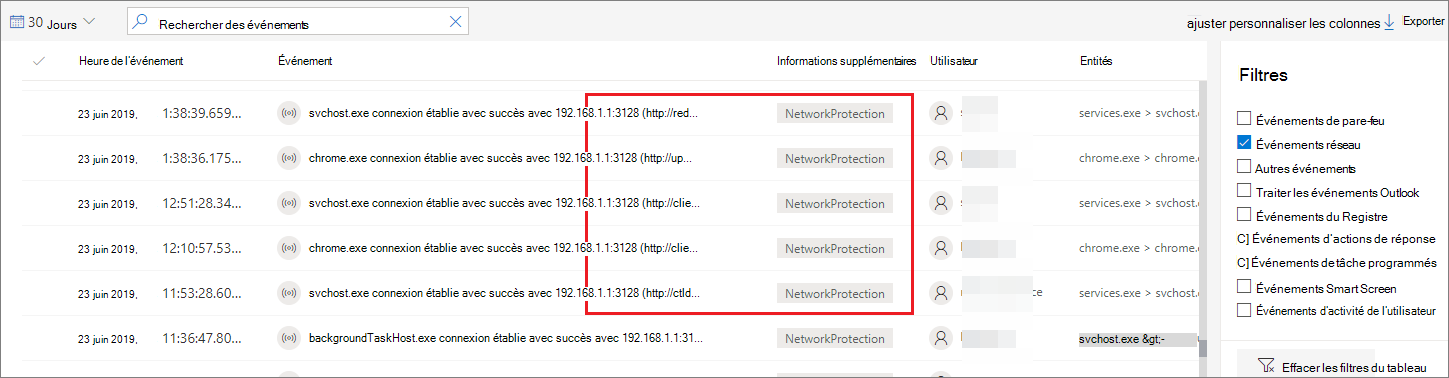 30 Jours
Rechercher des événements
ajuster personnaliser les colonnes
Exporter
Heure de l'événement Événement Informations supplémentaires Utilisateur Entités
23 juin 2019, 1:38:39.659... svchost.exe connexion établie avec succès avec 192.168.1.1:3128 (http://red... NetworkProtection services.exe > svchost.e
23 juin 2019, 1:38:36.175... chrome.exe connexion établie avec succès avec 192.168.1.1:3128 (http://up... NetworkProtection chrome.exe > chrome.e
23 juin 2019, 12:51:28.34... svchost.exe connexion établie avec succès avec 192.168.1.1:3128 (http://clie... NetworkProtection services.exe > svchost.e
23 juin 2019, 12:10:57.53... chrome.exe connexion établie avec succès avec 192.168.1.1:3128 (http://clie... NetworkProtection chrome.exe > chrome.e
23 juin 2019, 11:53:28.60... svchost.exe connexion établie avec succès avec 192.168.1.1:3128 (http://ctld... NetworkProtection services.exe > svchost.e
23 juin 2019, 11:36:47.80... backgroundTaskHost.exe connexion établie avec succès avec 192.168.1.1:31... NetworkProtection svchost.exe &gt;-
Filtres
Événements de pare-feu
Événements réseau
Autres événements
Traiter les événements Outlook
Événements du Registre
C] Événements d'actions de réponse
C] Événements de tâche programmés
Événements Smart Screen
Événements d'activité de l'utilisateur
Effacer les filtres du tableau